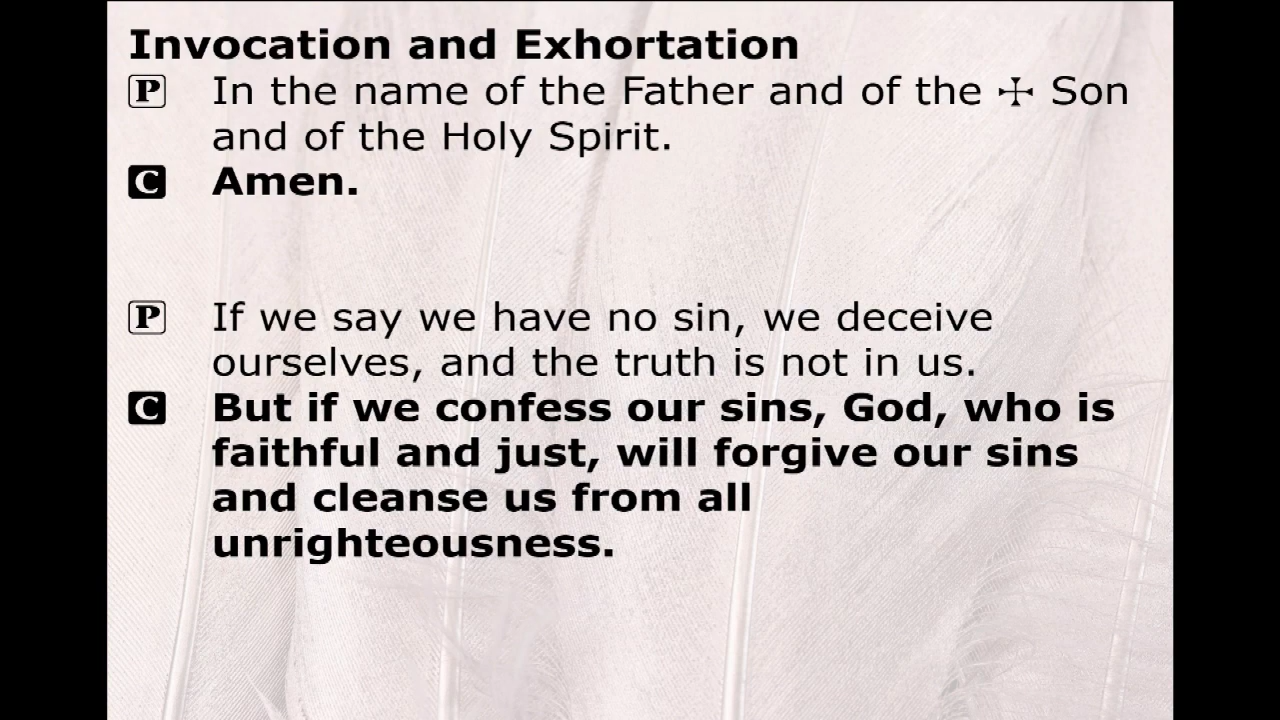 Invocation and Exhortation
P In the name of the Father and of the ☩ Son
and of the Holy Spirit.
C Amen.
P If we say we have no sin, we deceive
ourselves, and the truth is not in us.
C But if we confess our sins, God, who is
faithful and just, will forgive our sins
and cleanse us from all
unrighteousness.